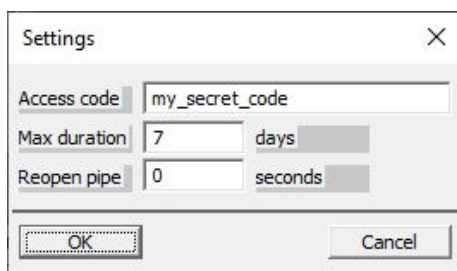 Settings
Access code my_secret_code
Max duration 7 days
Reopen pipe 0 seconds
OK Cancel